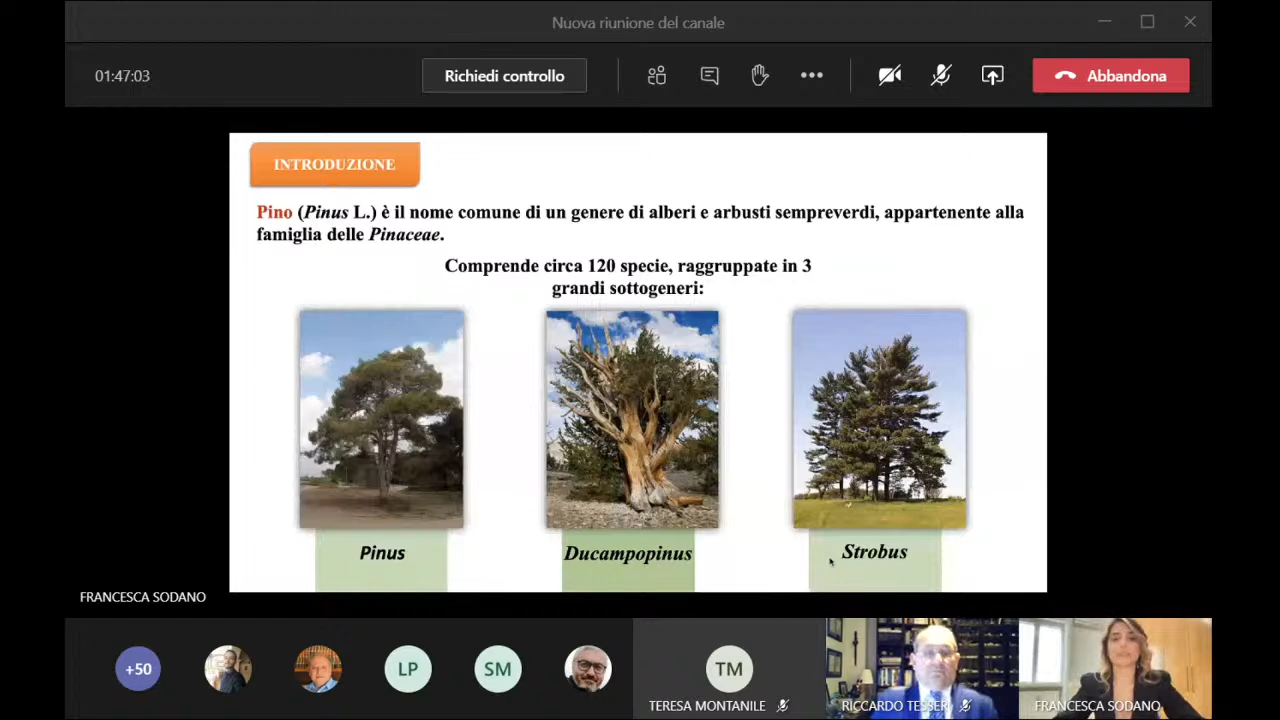 Nuova riunione del canale
01:47:03
Richiedi controllo
Abbandona
INTRODUZIONE
Pino (Pinus L.) è il nome comune di un genere di alberi e arbusti sempreverdi, appartenente alla
famiglia delle Pinaceae.
Comprende circa 120 specie, raggruppate in 3
grandi sottogeneri:
Pinus
Ducampopinus
Strobus
FRANCESCA SODANO
+50
LP
SM
TM
TERESA MONTANILE
RICCARDO TESSERI
FRANCESCA SODANO